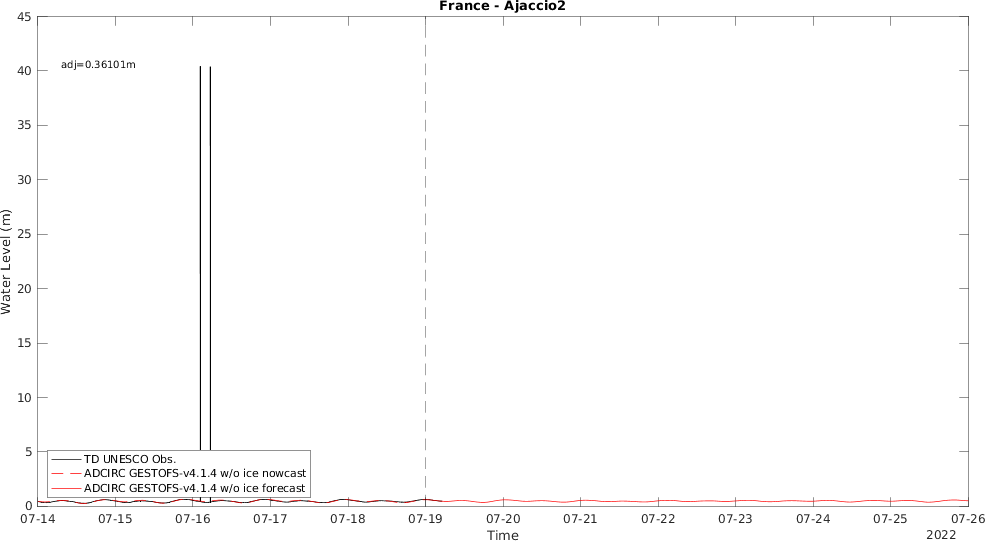 France - Ajaccio2
adj=0.36101m
Water Level (m)
45
40
35
30
25
20
15
10
5
0
TD UNESCO Obs.
ADCIRC GESTOFS-v4.1.4 w/o ice nowcast
ADCIRC GESTOFS-v4.1.4 w/o ice forecast
07-14 07-15 07-16 07-17 07-18 07-19 07-20 07-21 07-22 07-23 07-24 07-25 07-26
Time
2022